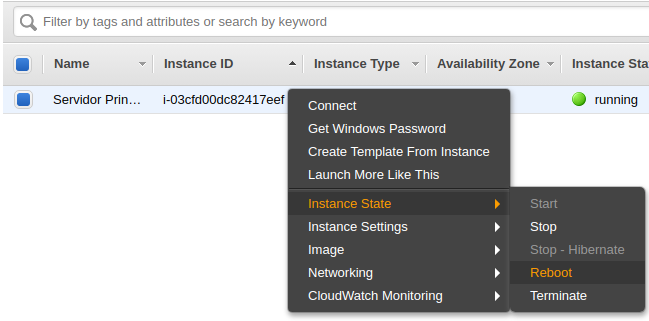 Filter by tags and attributes or search by keyword
Name Instance ID Instance Type Availability Zone Instance Sta
Servidor Prin… i-03cfd00dc82417eef running
Connect
Get Windows Password
Create Template From Instance
Launch More Like This
Instance State
Instance Settings
Image
Networking
CloudWatch Monitoring
Start
Stop
Stop - Hibernate
Reboot
Terminate